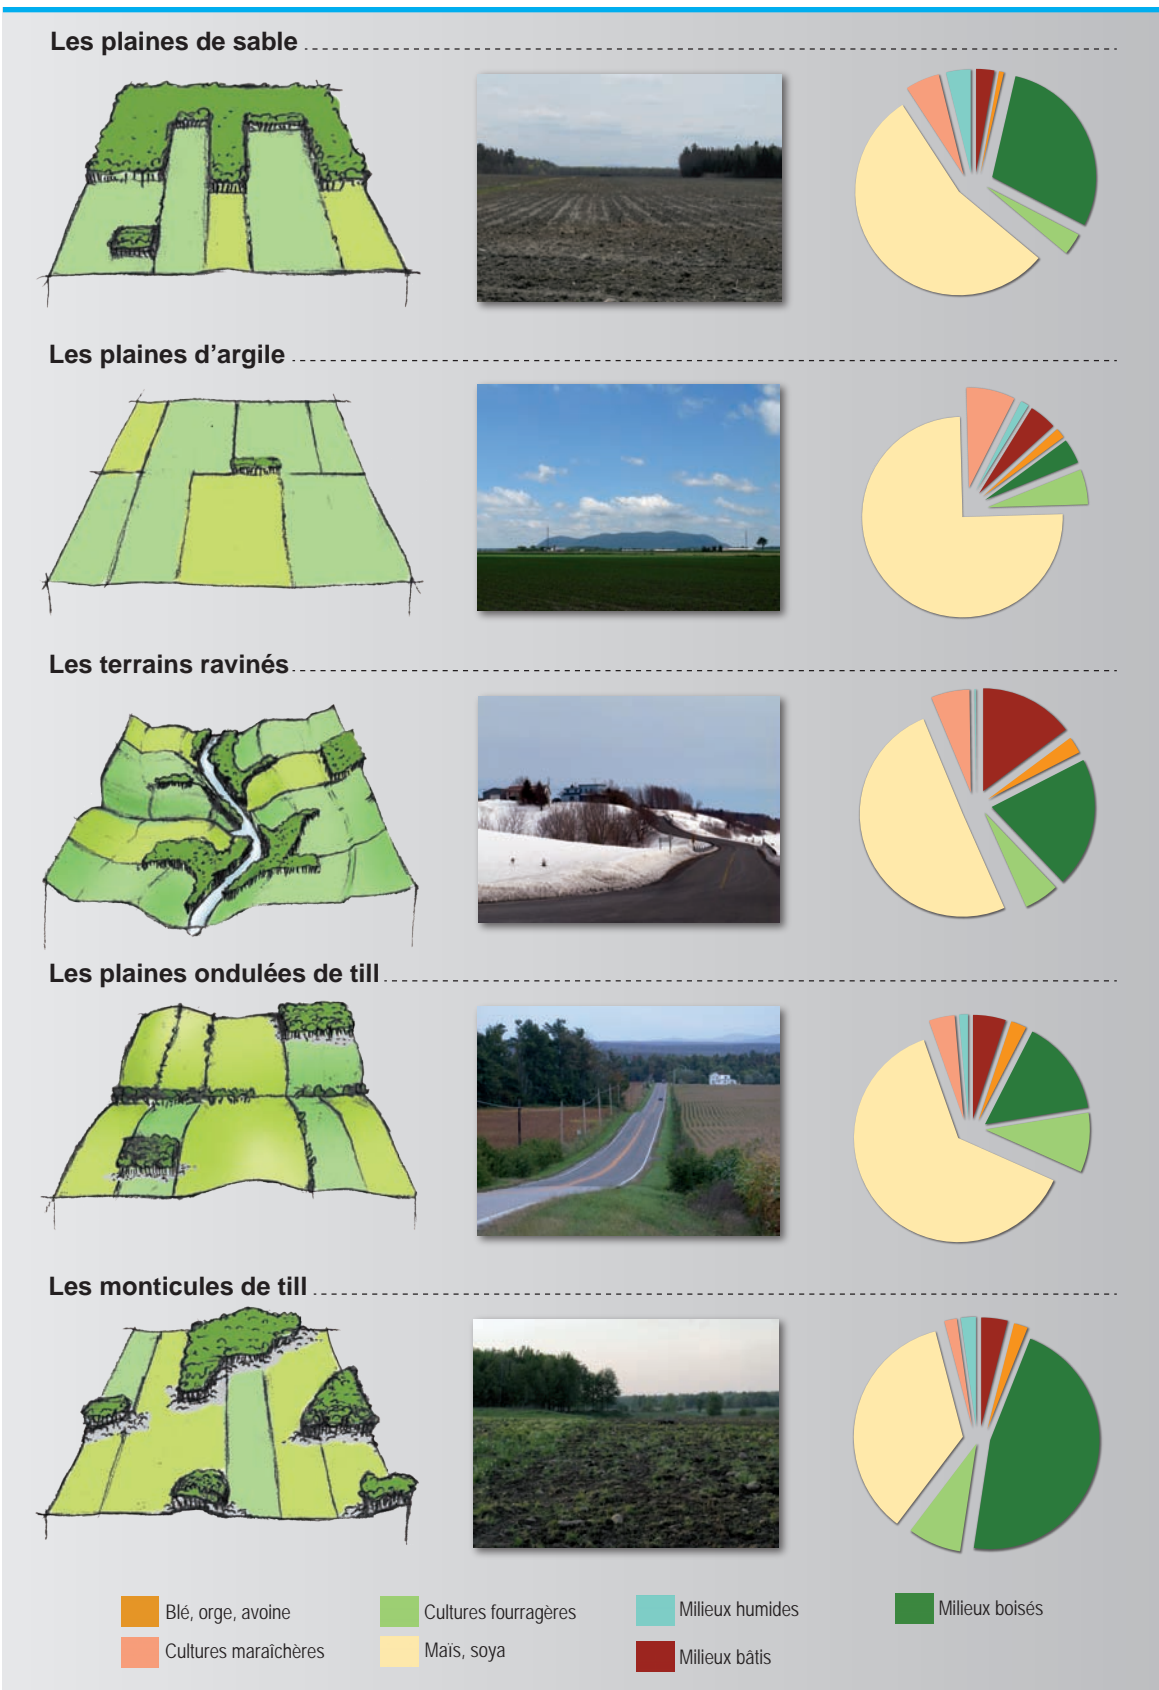 Les plaines de sable
Les plaines d'argile
Les terrains ravinés
Les plaines ondulées de till
Les monticules de till
Blé, orge, avoine
Cultures fourragères
Milieux humides
Milieux boisés
Cultures maraîchères
Maïs, soya
Milieux bâtis